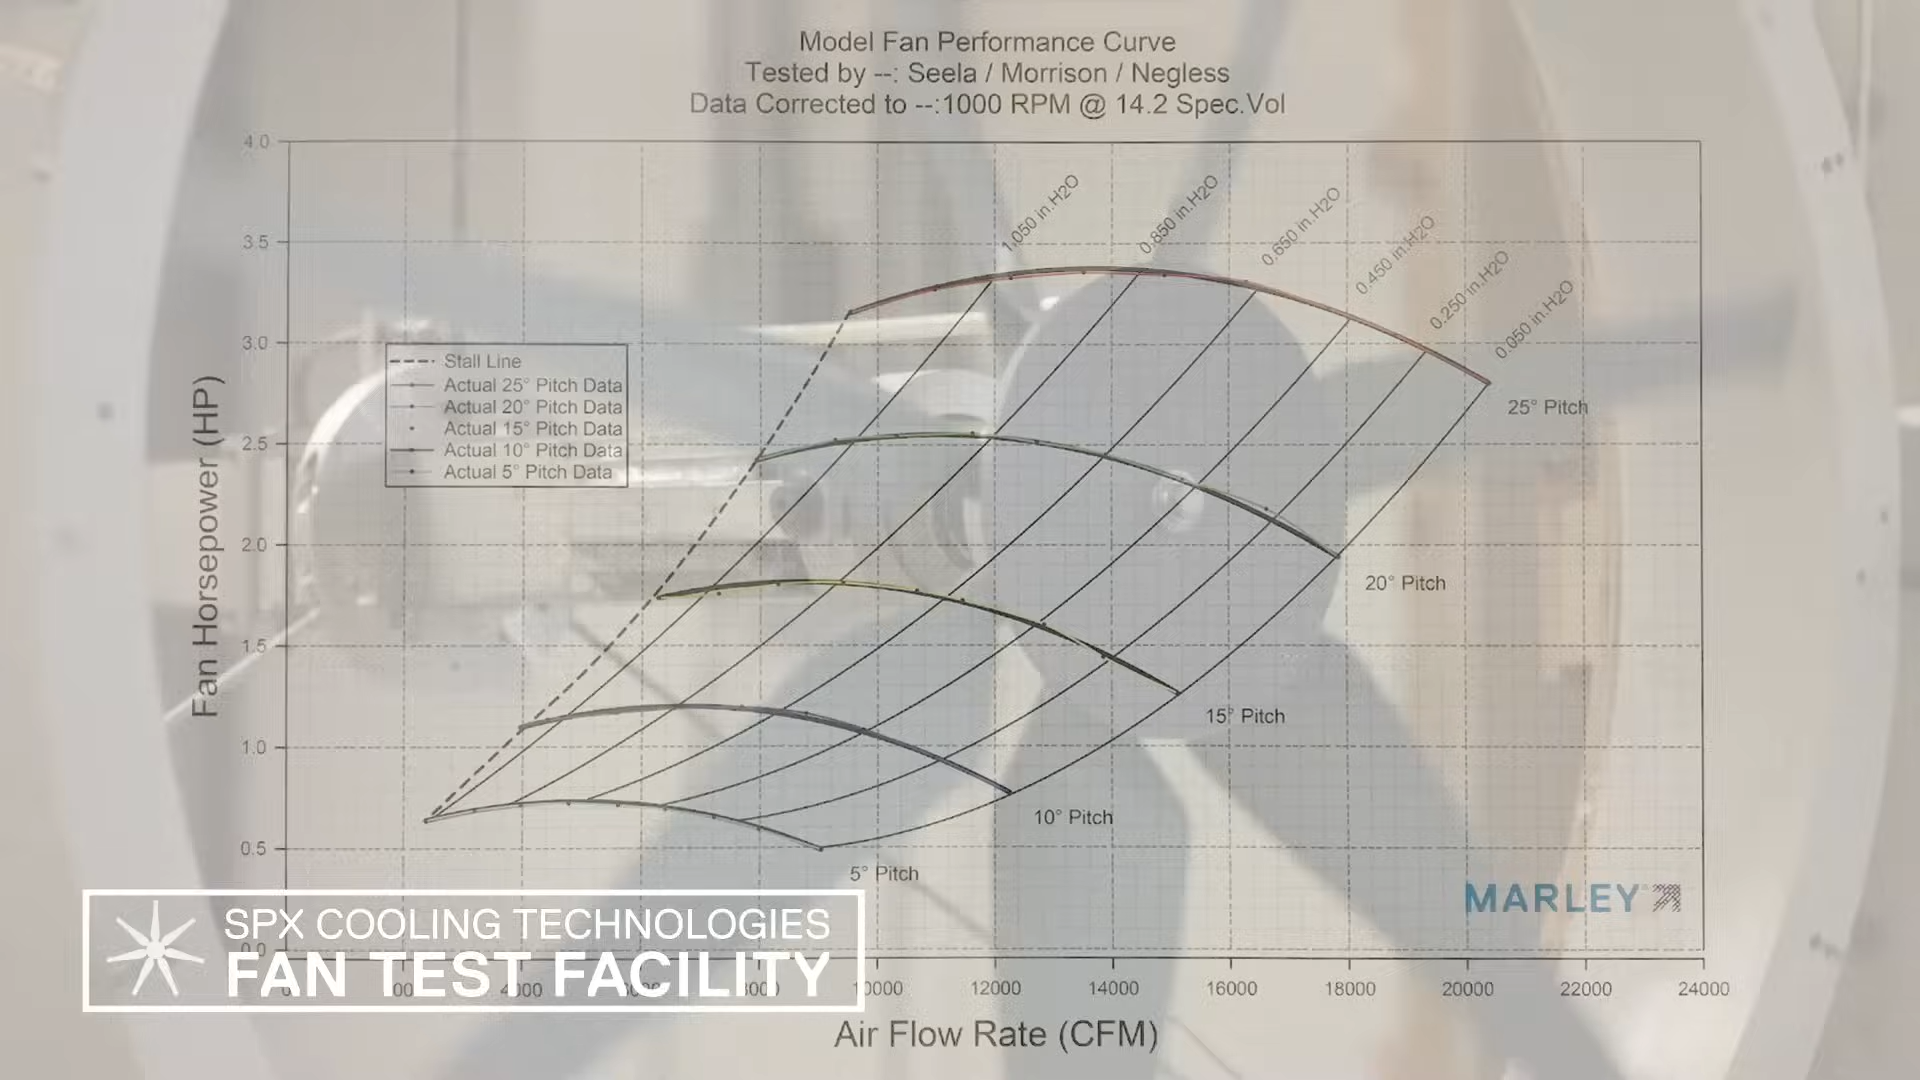 Model Fan Performance Curve
Tested by --: Seela / Morrison / Negless
Data Corrected to --:1000 RPM @ 14.2 Spec.Vol
4.0
3.5
3.0
2.5
2.0
1.5
1.0
0.5
0.0
Fan Horsepower (HP)
1.050 in.H2O
0.850 in.H2O
0.650 in.H2O
0.450 in.H2O
0.250 in.H2O
0.050 in.H2O
Stall Line
Actual 25° Pitch Data
Actual 20° Pitch Data
Actual 15° Pitch Data
Actual 10° Pitch Data
Actual 5° Pitch Data
25° Pitch
20° Pitch
15° Pitch
10° Pitch
5° Pitch
MARLEY
SPX COOLING TECHNOLOGIES
FAN TEST FACILITY
4000 6000 8000 10000 12000 14000 16000 18000 20000 22000 24000
Air Flow Rate (CFM)